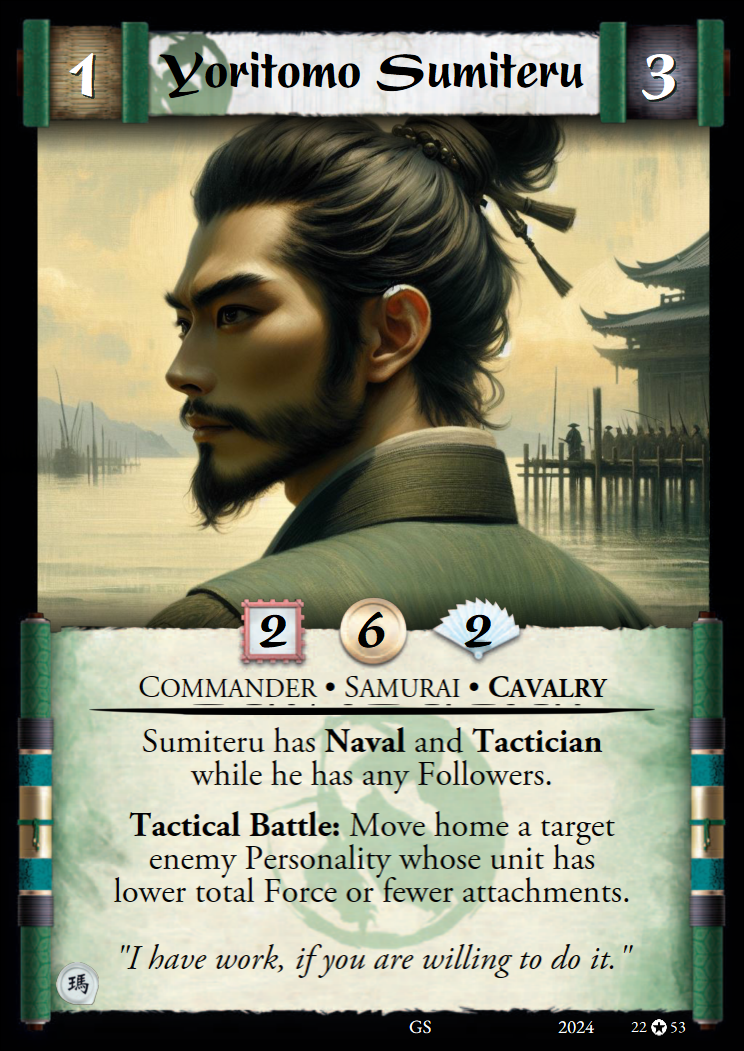 1 Yoritomo Sumiteru 3
2 6 2
COMMANDER • SAMURAI • CAVALRY
Sumiteru has Naval and Tactician
while he has any Followers.
Tactical Battle: Move home a target
enemy Personality whose unit has
lower total Force or fewer attachments.
"I have work, if you are willing to do it."
瑪
GS 2024 22 ✪ 53